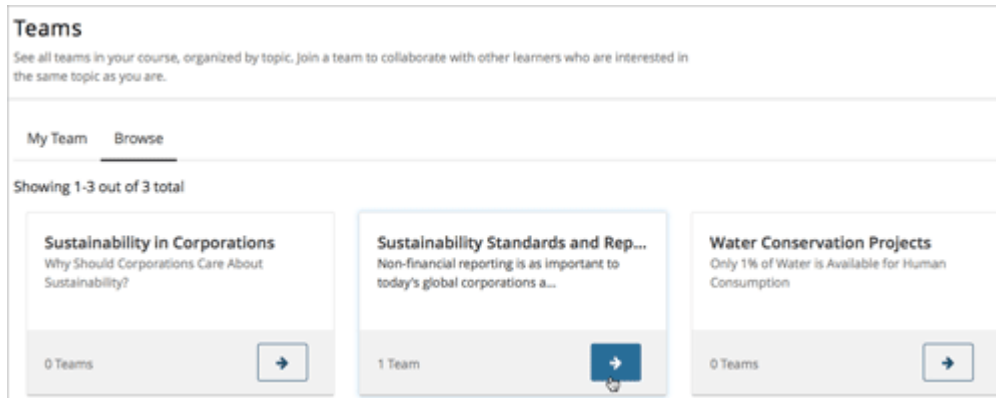 Teams
See all teams in your course, organized by topic. Join a team to collaborate with other learners who are interested in
the same topic as you are.
My Team Browse
Showing 1-3 out of 3 total
Sustainability in Corporations
Why Should Corporations Care About
Sustainability?
0 Teams
Sustainability Standards and Rep...
Non-financial reporting is as important to
today's global corporations a...
1 Team
Water Conservation Projects
Only 1% of Water is Available for Human
Consumption
0 Teams